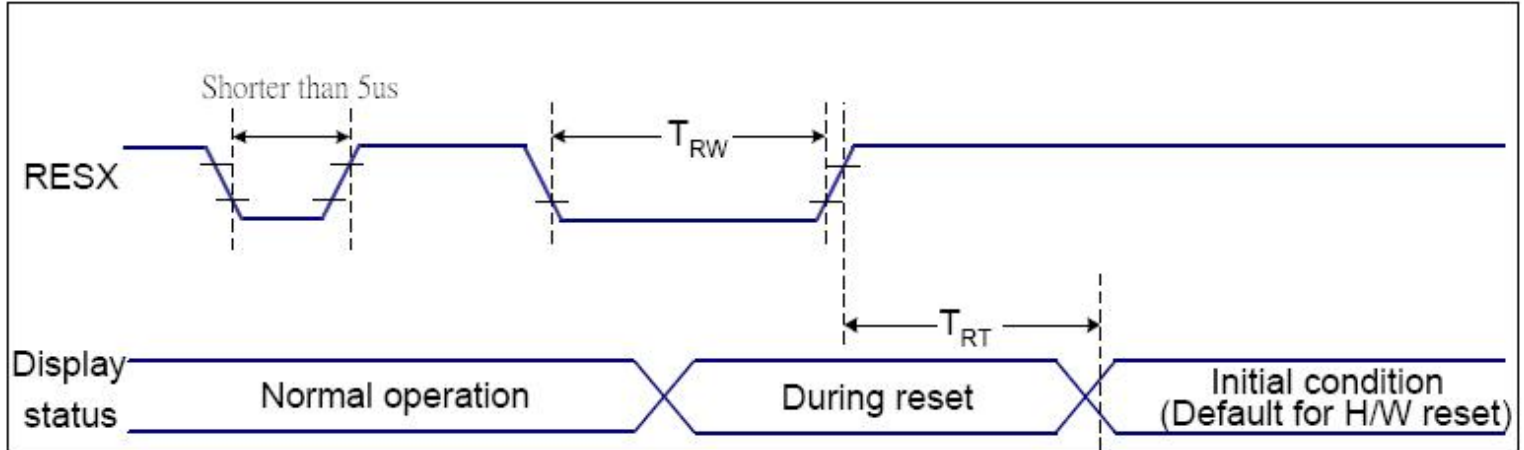 Shorter than 5us
RESX
TRW
TRT
Display
status
Normal operation
During reset
Initial condition
(Default for H/W reset)